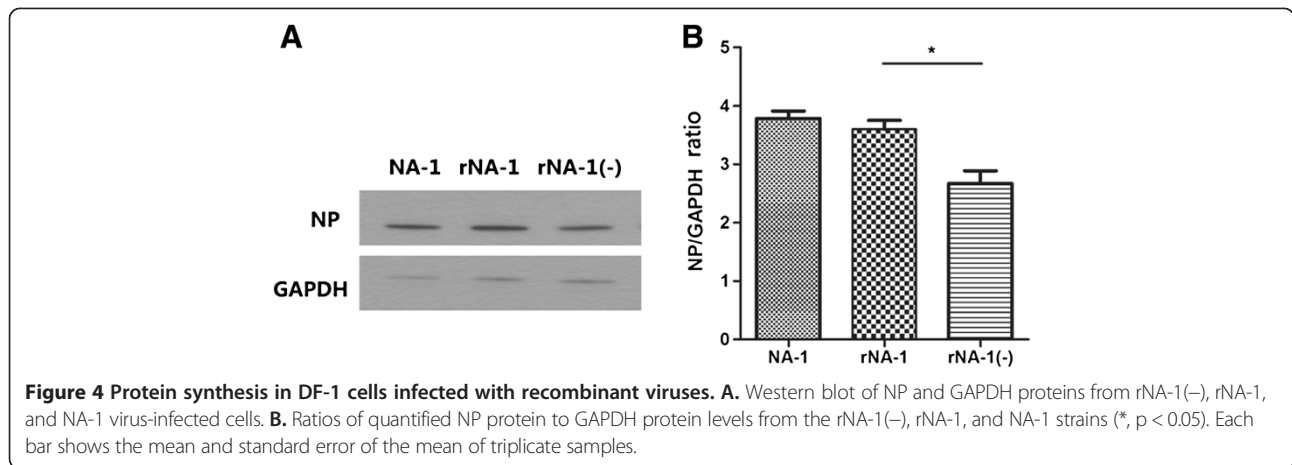 A
NA-1 rNA-1 rNA-1(-)
NP
GAPDH
B
NP/GAPDH ratio
5
4
3
2
1
0
*
NA-1 rNA-1 rNA-1(-)
Figure 4 Protein synthesis in DF-1 cells infected with recombinant viruses. A. Western blot of NP and GAPDH proteins from rNA-1(−), rNA-1,
and NA-1 virus-infected cells. B. Ratios of quantified NP protein to GAPDH protein levels from the rNA-1(−), rNA-1, and NA-1 strains (*, p < 0.05). Each
bar shows the mean and standard error of the mean of triplicate samples.